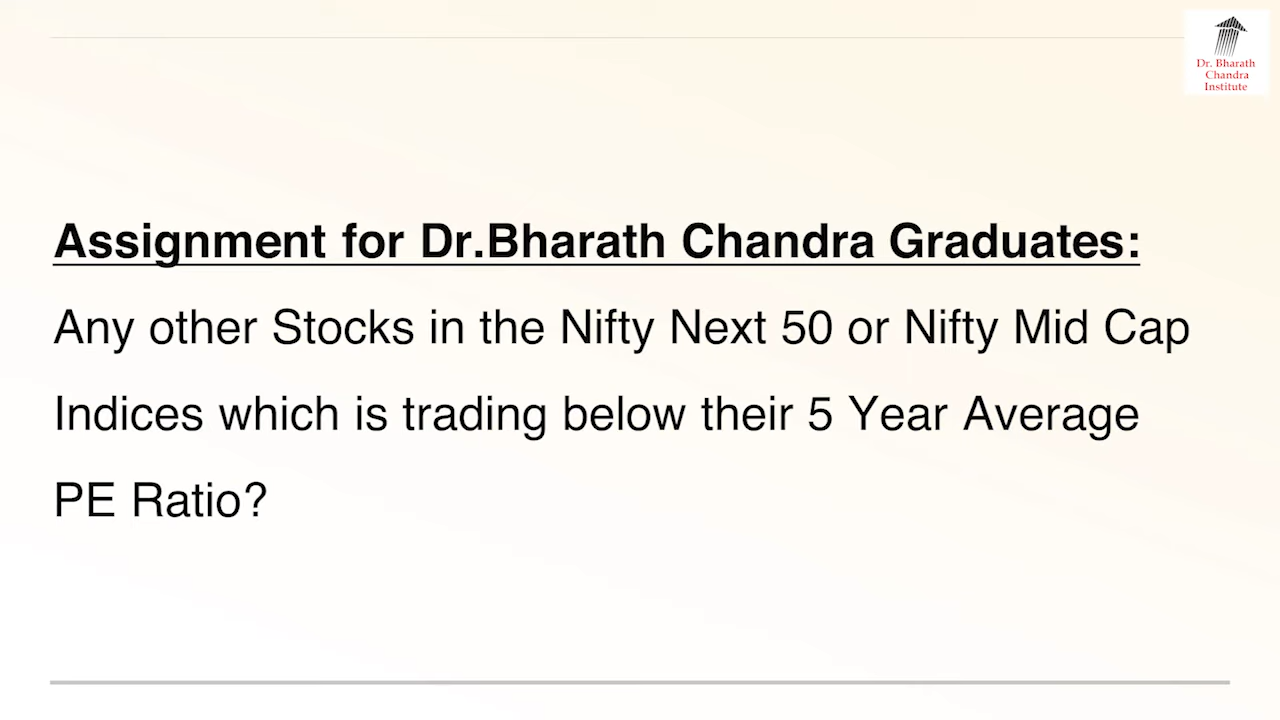 Dr. Bharath
Chandra
Institute
Assignment for Dr.Bharath Chandra Graduates:
Any other Stocks in the Nifty Next 50 or Nifty Mid Cap
Indices which is trading below their 5 Year Average
PE Ratio?